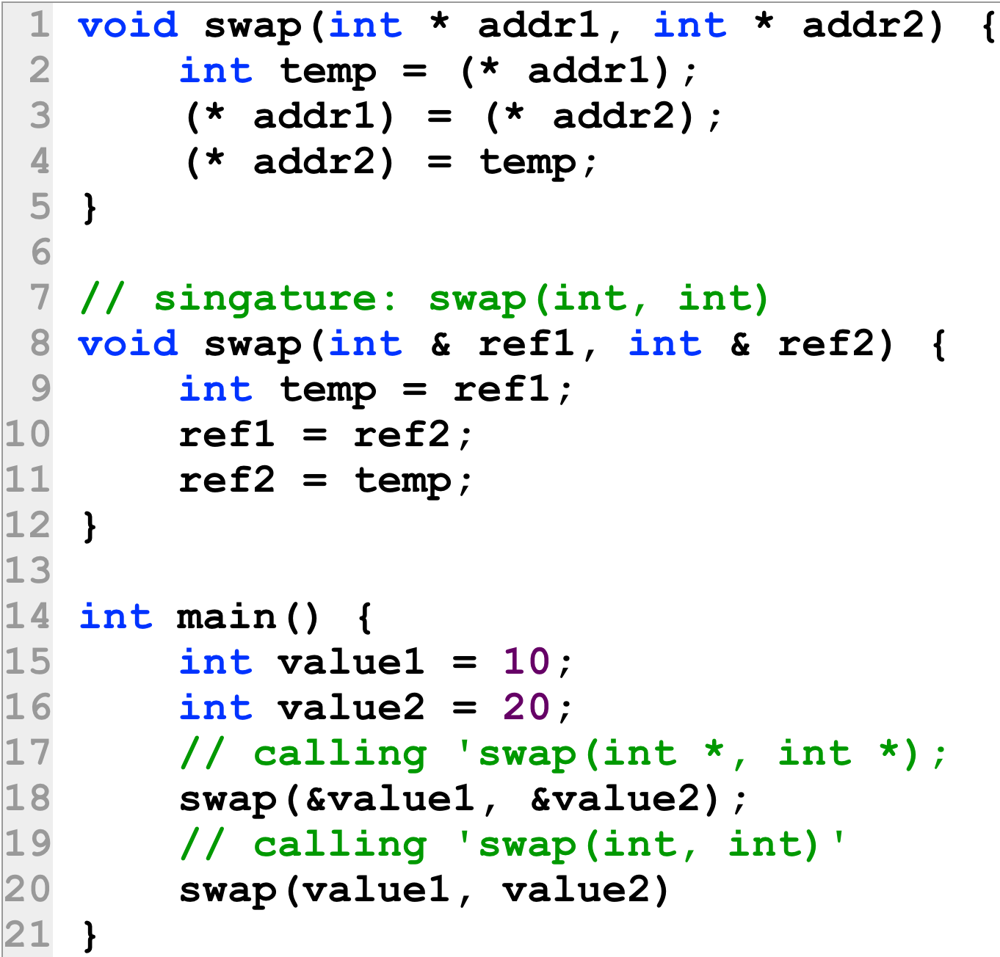 1 void swap(int * addr1, int * addr2) {
2     int temp = (* addr1);
3     (* addr1) = (* addr2);
4     (* addr2) = temp;
5 }
6
7 // singature: swap(int, int)
8 void swap(int & ref1, int & ref2) {
9     int temp = ref1;
10     ref1 = ref2;
11     ref2 = temp;
12 }
13
14 int main() {
15     int value1 = 10;
16     int value2 = 20;
17     // calling 'swap(int *, int *);
18     swap(&value1, &value2);
19     // calling 'swap(int, int)'
20     swap(value1, value2)
21 }